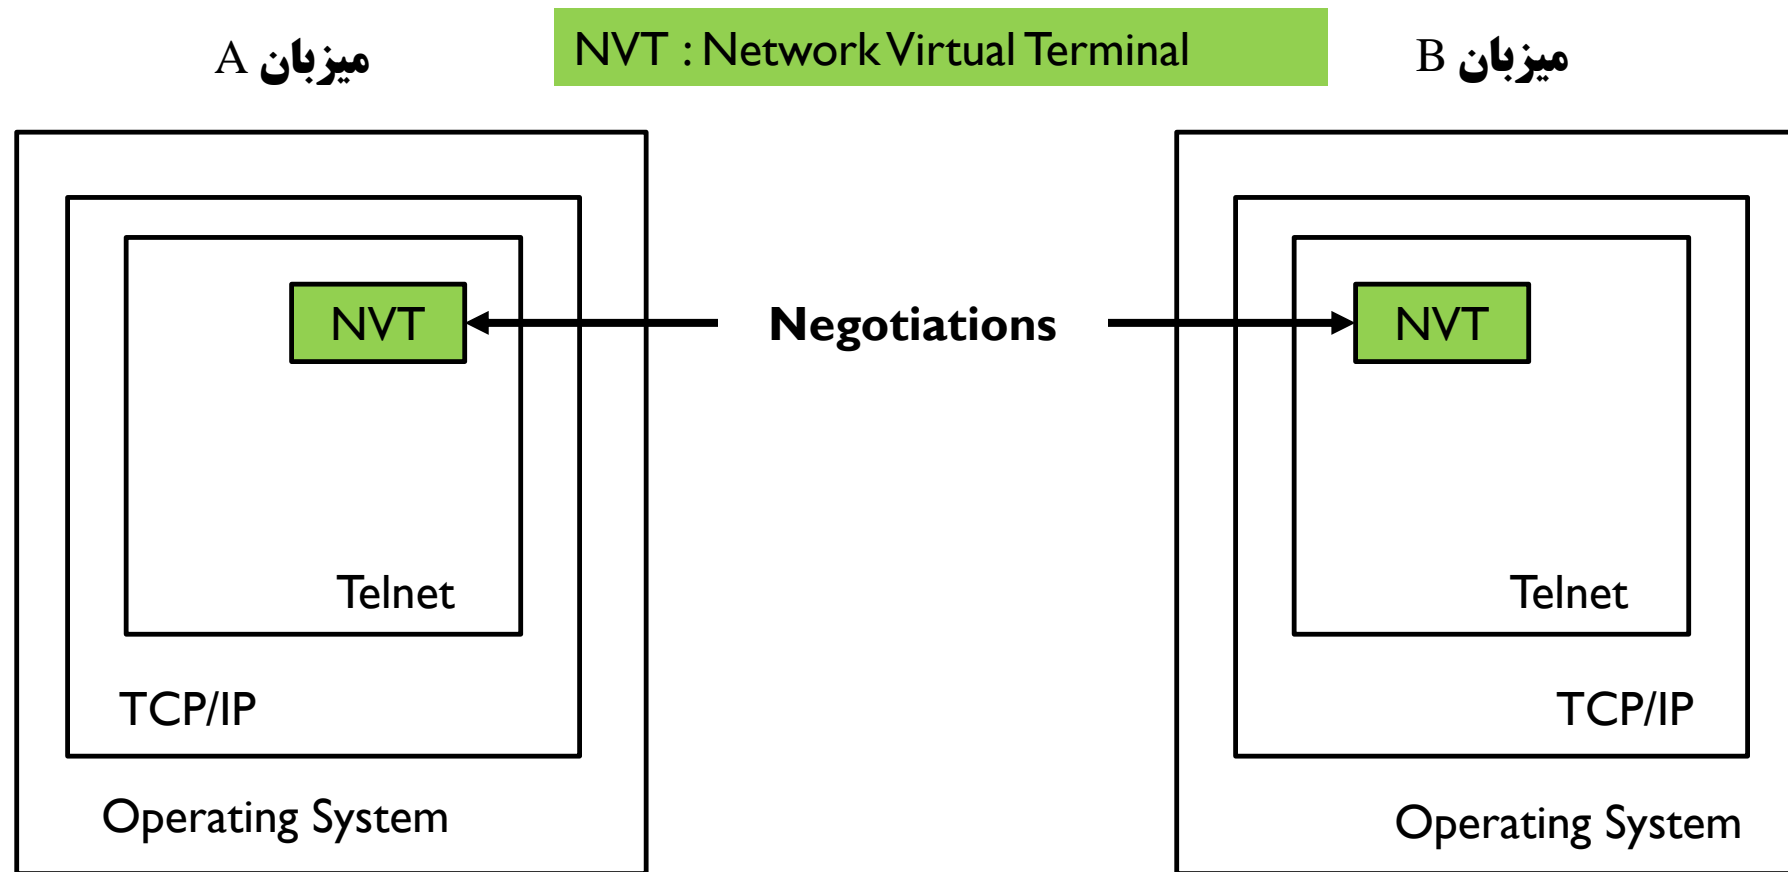 میزبان A
NVT : Network Virtual Terminal
میزبان B
NVT
Negotiations
NVT
Telnet
Telnet
TCP/IP
TCP/IP
Operating System
Operating System